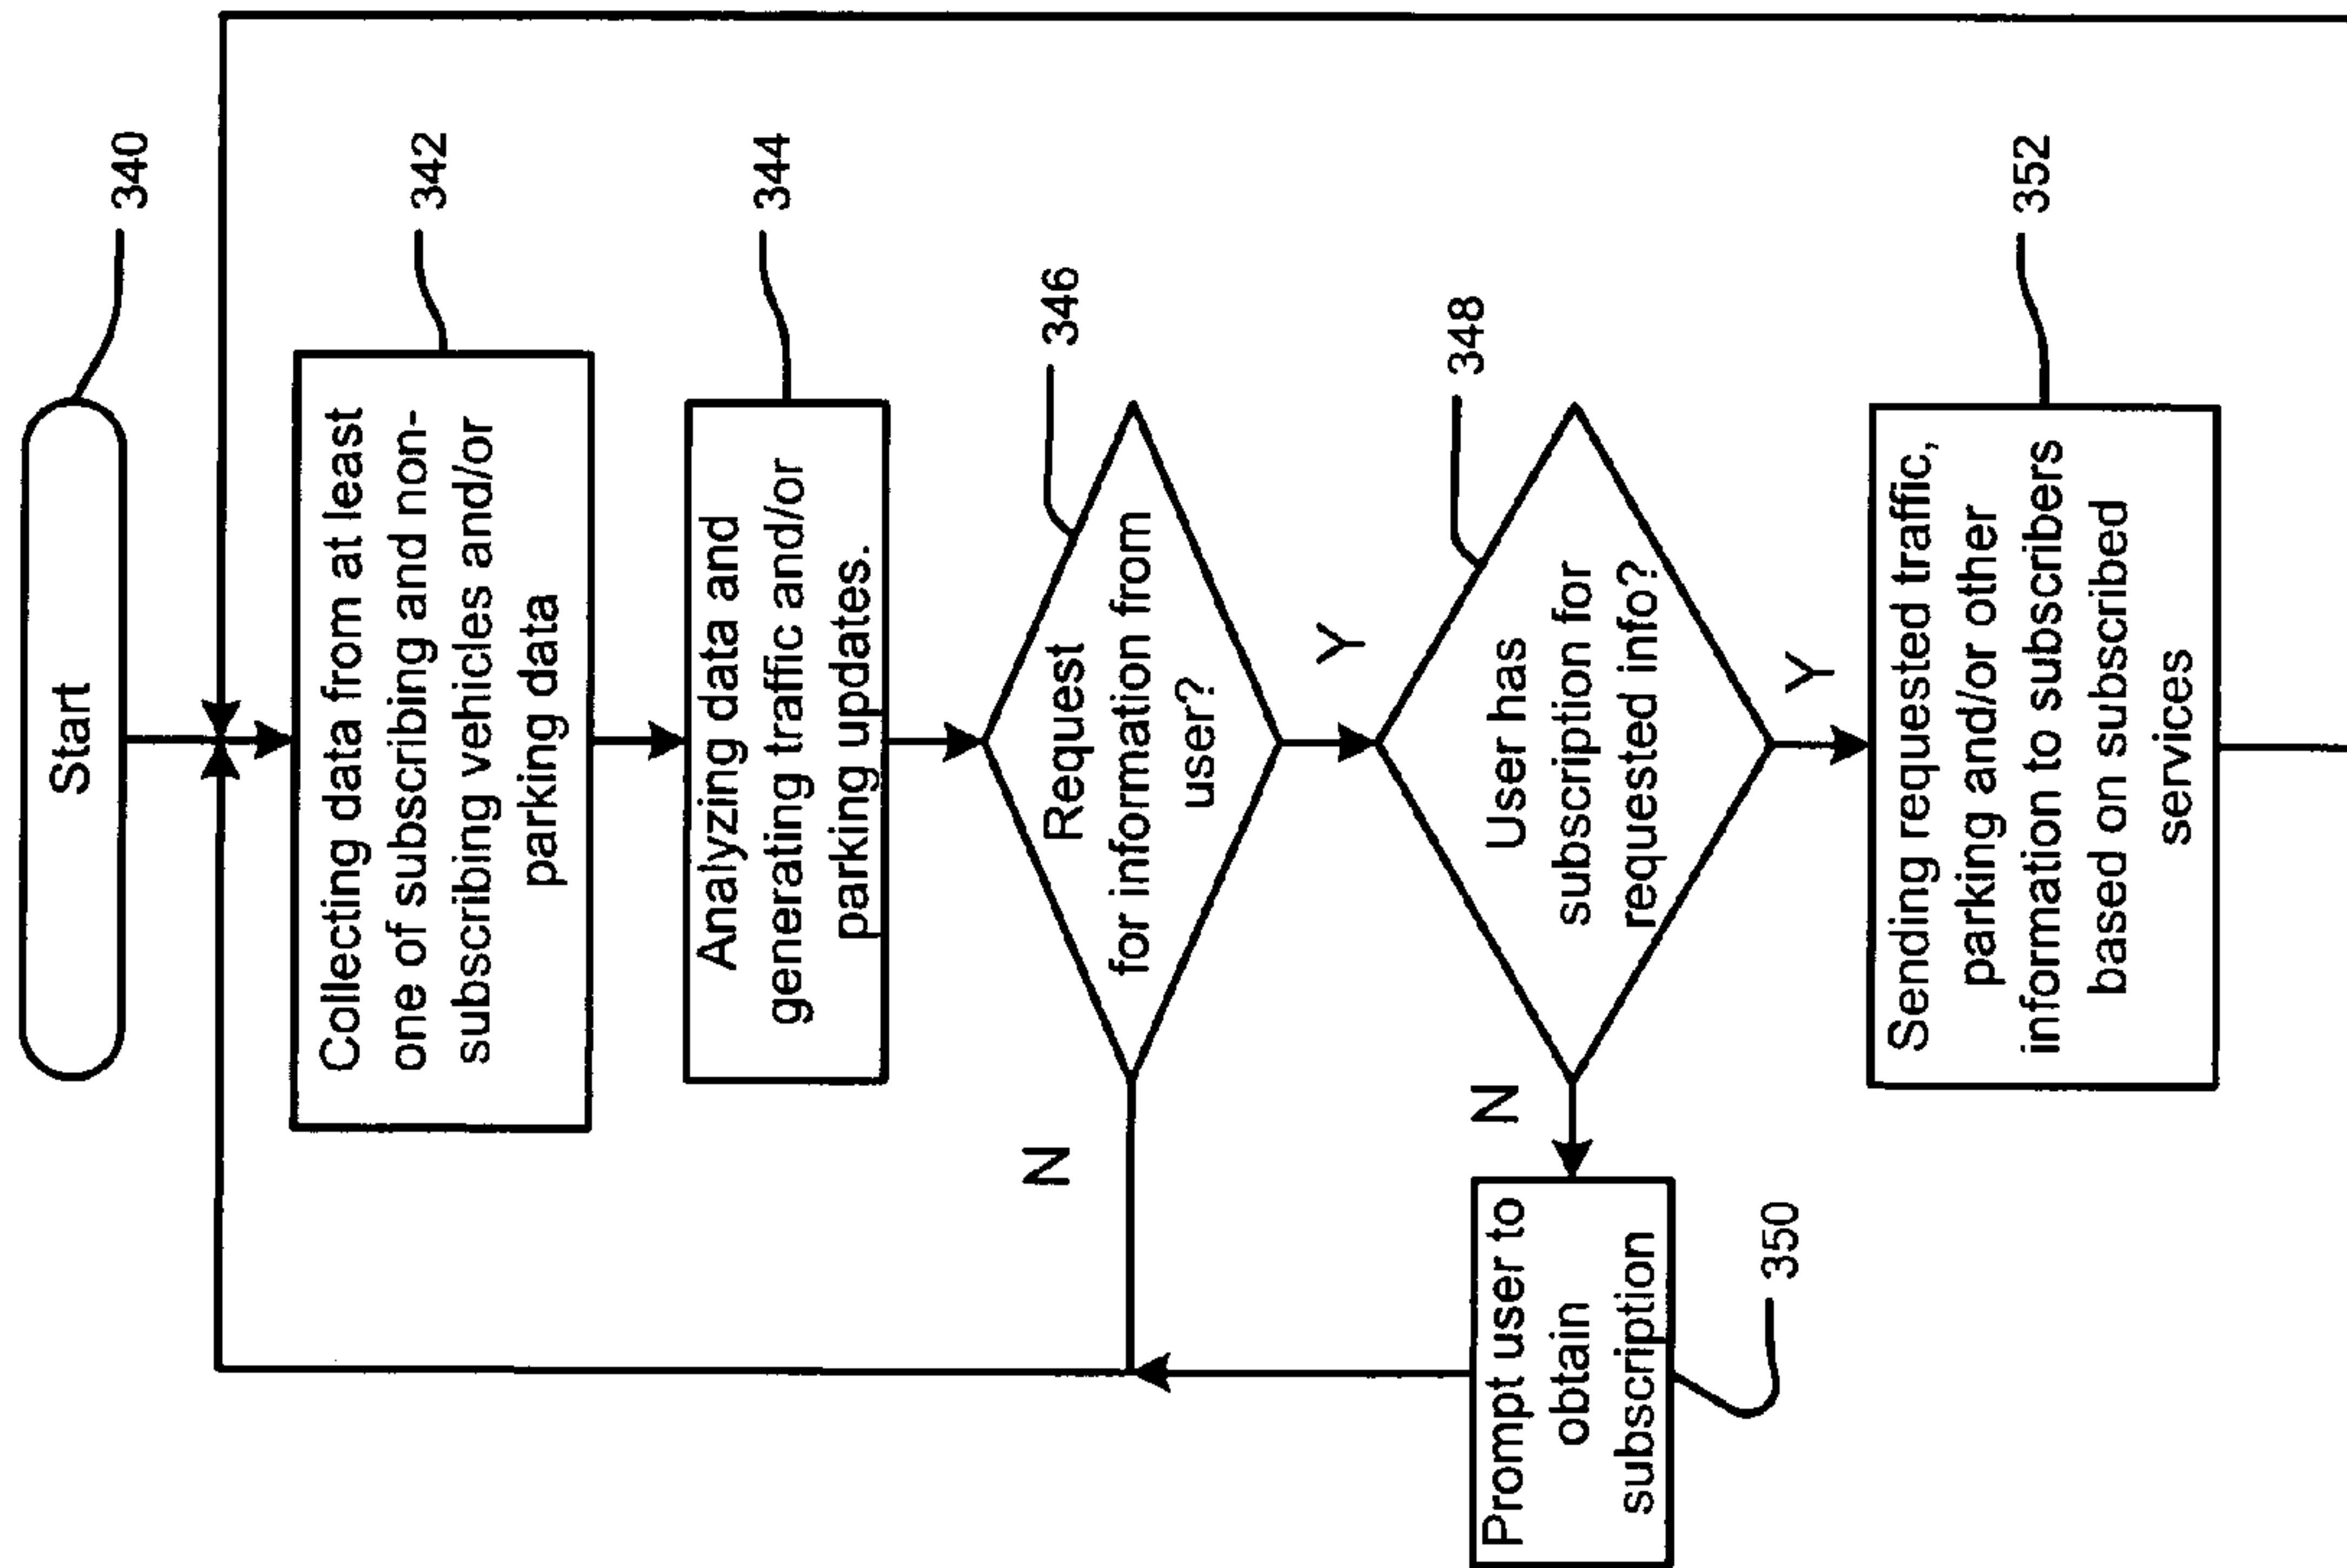 Start
340
Collecting data from at least
one of subscribing and non-
subscribing vehicles and/or
parking data
342
Analyzing data and
generating traffic and/or
parking updates.
344
Request
for information from
user?
346
N
Y
User has
subscription for
requested info?
348
N
Y
Prompt user to
obtain
subscription
350
Sending requested traffic,
parking and/or other
information to subscribers
based on subscribed
services
352